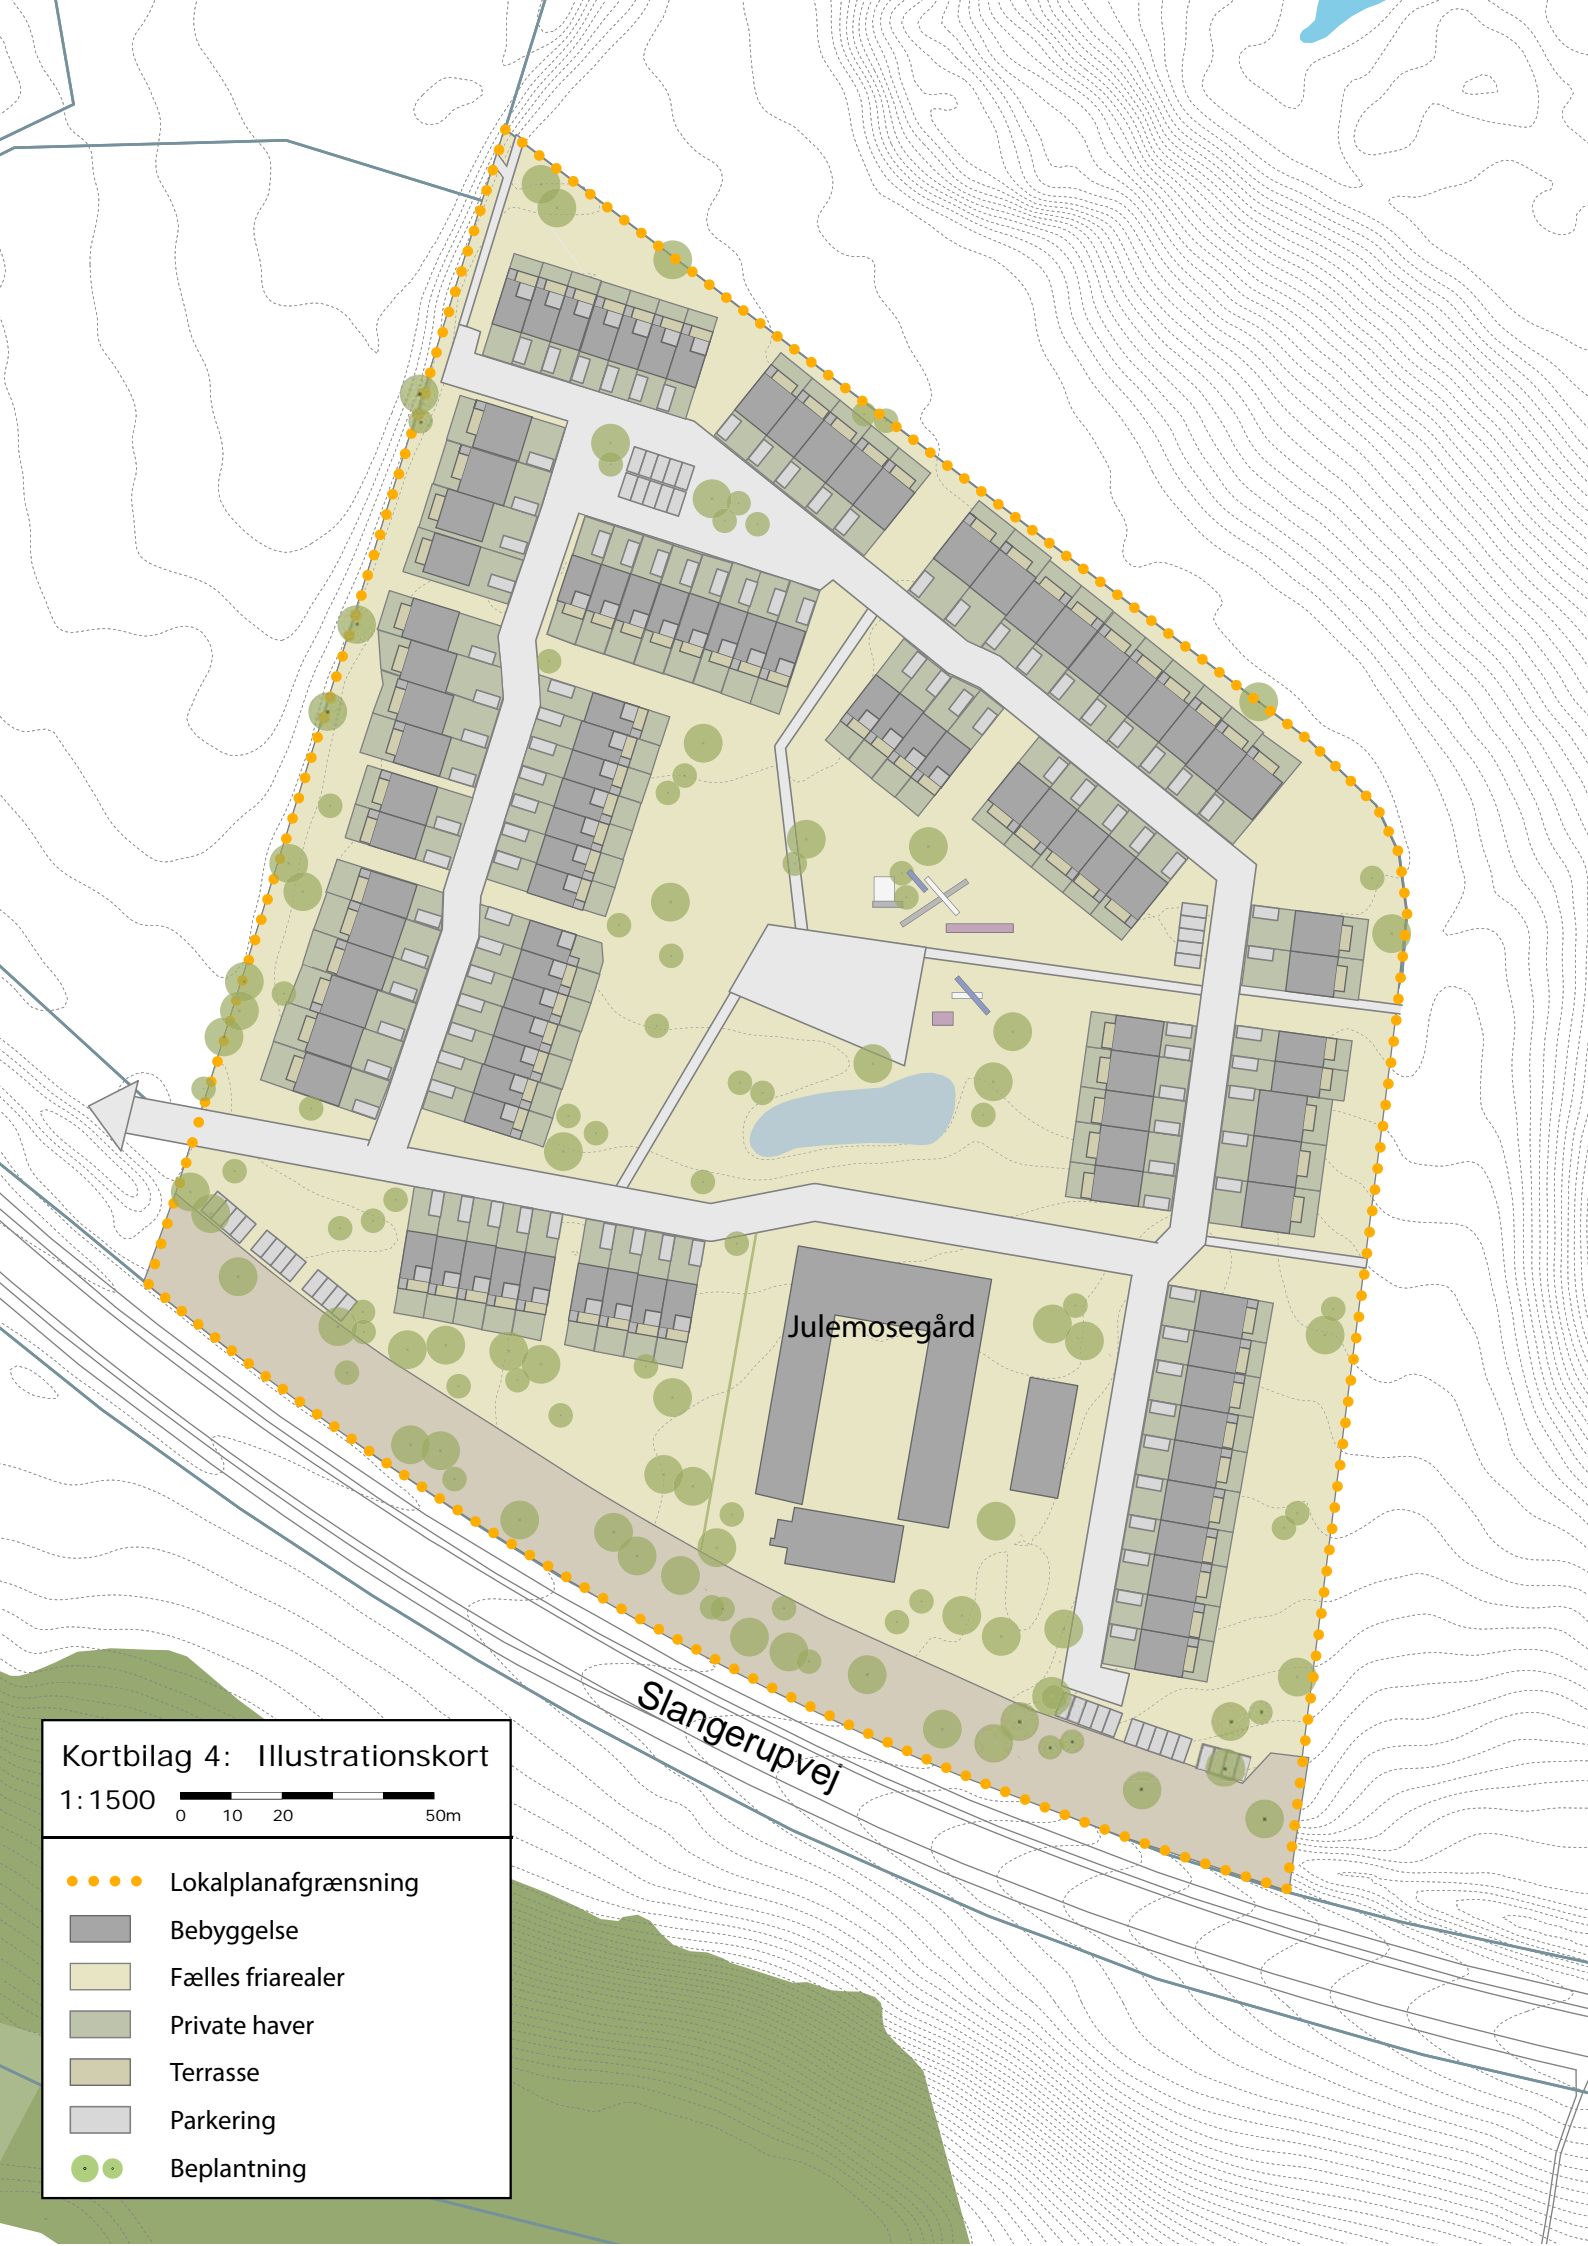 Julemosegård
Slangerupvej
Kortbilag 4: Illustrationskort
1:1500
0 10 20 50m
Lokalplanafgrænsning
Bebyggelse
Fælles friarealer
Private haver
Terrasse
Parkering
Beplantning